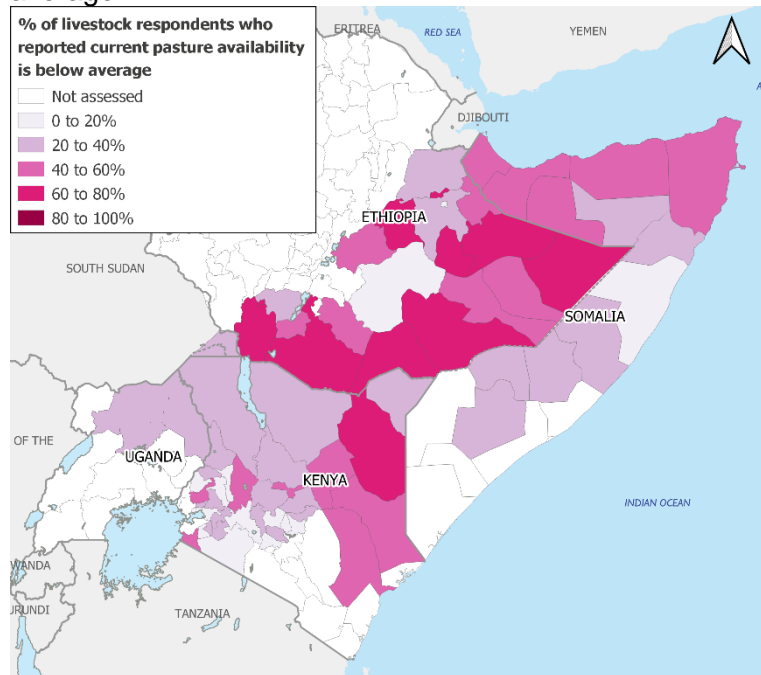 average
% of livestock respondents who
reported current pasture availability
is below average
Not assessed
0 to 20%
20 to 40%
40 to 60%
60 to 80%
80 to 100%
ERITREA
RED SEA
YEMEN
A
DJIBOUTI
ETHIOPIA
SOUTH SUDAN
SOMALIA
OF THE
UGANDA
KENYA
INDIAN OCEAN
WANDA
URUNDI
TANZANIA